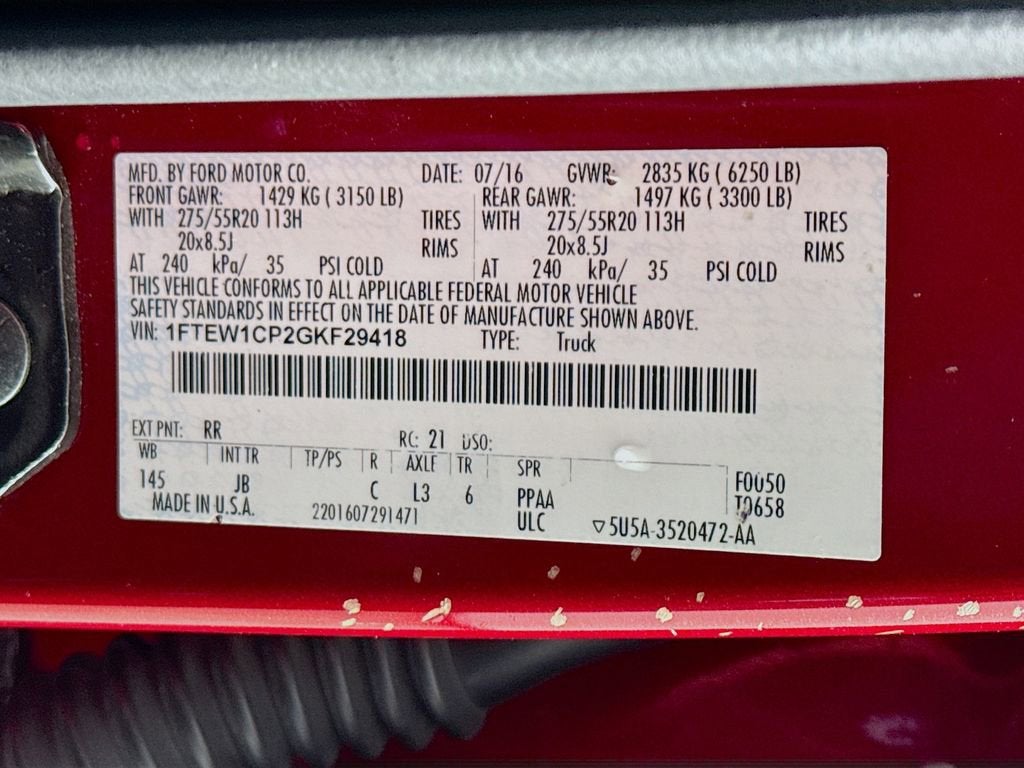 MFD. BY FORD MOTOR CO. DATE: 07/16 GVWR: 2835 KG ( 6250 LB)
FRONT GAWR: 1429 KG ( 3150 LB) REAR GAWR: 1497 KG ( 3300 LB)
WITH 275/55R20 113H TIRES WITH 275/55R20 113H TIRES
20x8.5J RIMS 20x8.5J RIMS
AT 240 kPa/ 35 PSI COLD AT 240 kPa/ 35 PSI COLD
THIS VEHICLE CONFORMS TO ALL APPLICABLE FEDERAL MOTOR VEHICLE
SAFETY STANDARDS IN EFFECT ON THE DATE OF MANUFACTURE SHOWN ABOVE.
VIN: 1FTEW1CP2GKF29418 TYPE: Truck
EXT PNT: RR RC: 21 DSO:
WB INT TR TP/PS R AXLE TR SPR
145 JB C L3 6 PPAA F0050
MADE IN U.S.A. 2201607291471 ULC T0658
▽5U5A-3520472-AA